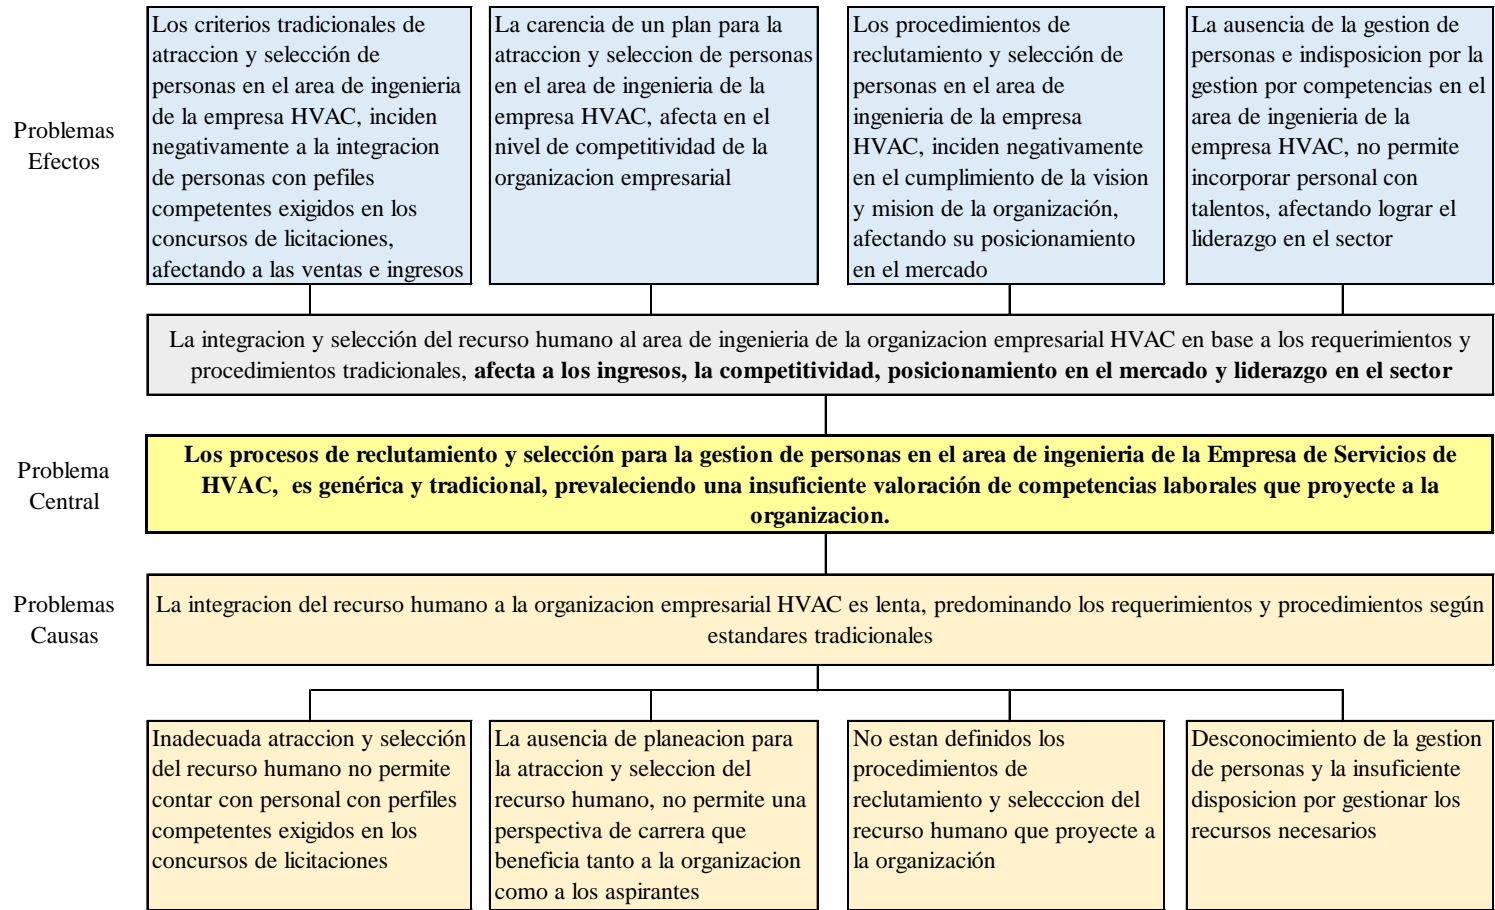 Problemas
Efectos
Los criterios tradicionales de
atraccion y selección de
personas en el area de ingenieria
de la empresa HVAC, inciden
negativamente a la integracion
de personas con pefiles
competentes exigidos en los
concursos de licitaciones,
afectando a las ventas e ingresos
La carencia de un plan para la
atraccion y seleccion de personas
en el area de ingenieria de la
empresa HVAC, afecta en el
nivel de competitividad de la
organizacion empresarial
Los procedimientos de
reclutamiento y selección de
personas en el area de
ingenieria de la empresa
HVAC, inciden negativamente
en el cumplimiento de la vision
y mision de la organización,
afectando su posicionamiento
en el mercado
La ausencia de la gestion de
personas e indisposicion por la
gestion por competencias en el
area de ingenieria de la
empresa HVAC, no permite
incorporar personal con
talentos, afectando lograr el
liderazgo en el sector
La integracion y selección del recurso humano al area de ingenieria de la organizacion empresarial HVAC en base a los requerimientos y
procedimientos tradicionales, afecta a los ingresos, la competitividad, posicionamiento en el mercado y liderazgo en el sector
Problema
Central
Los procesos de reclutamiento y selección para la gestion de personas en el area de ingenieria de la Empresa de Servicios de
HVAC,  es genérica y tradicional, prevaleciendo una insuficiente valoración de competencias laborales que proyecte a la
organizacion.
Problemas
Causas
La integracion del recurso humano a la organizacion empresarial HVAC es lenta, predominando los requerimientos y procedimientos según
estandares tradicionales
Inadecuada atraccion y selección
del recurso humano no permite
contar con personal con perfiles
competentes exigidos en los
concursos de licitaciones
La ausencia de planeacion para
la atraccion y seleccion del
recurso humano, no permite una
perspectiva de carrera que
beneficia tanto a la organizacion
como a los aspirantes
No estan definidos los
procedimientos de
reclutamiento y selecccion del
recurso humano que proyecte a
la organización
Desconocimiento de la gestion
de personas y la insuficiente
disposicion por gestionar los
recursos necesarios